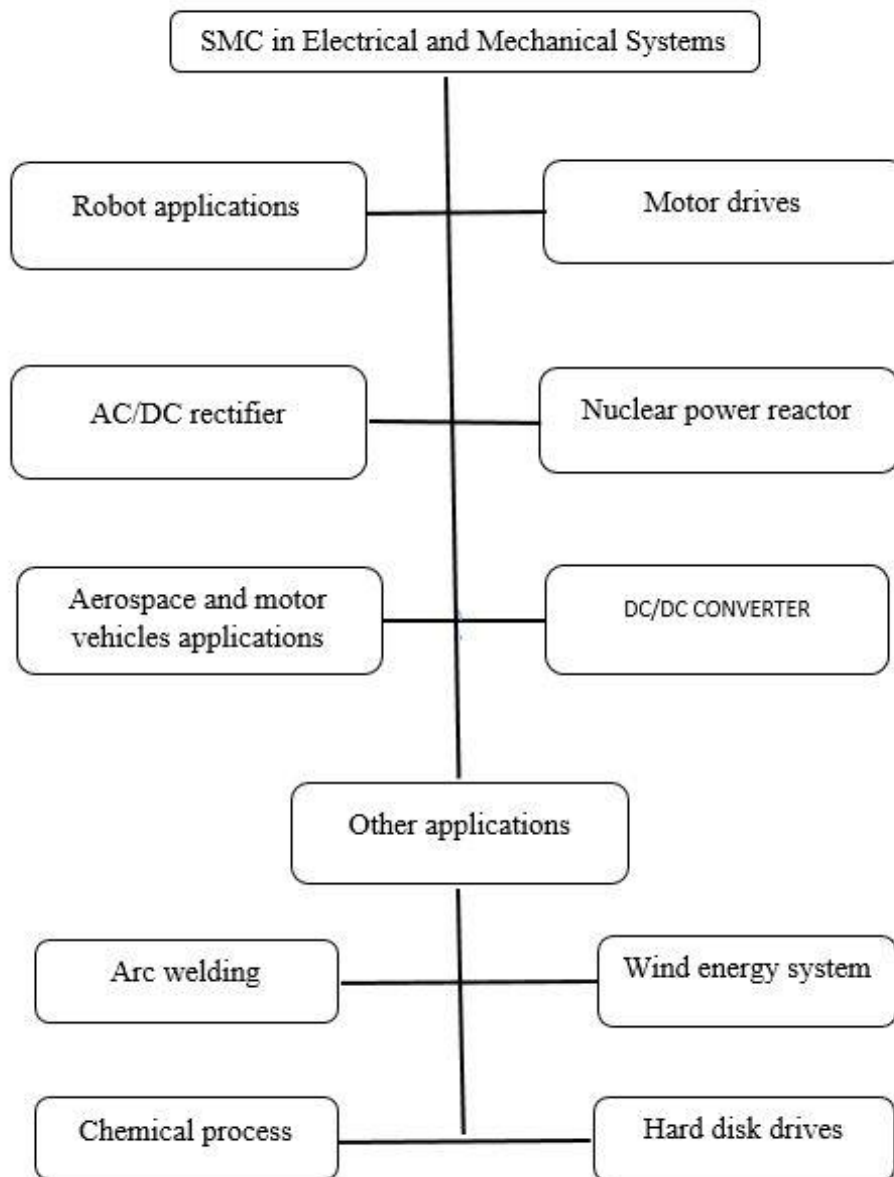 SMC in Electrical and Mechanical Systems
Robot applications
Motor drives
AC/DC rectifier
Nuclear power reactor
Aerospace and motor
vehicles applications
DC/DC CONVERTER
Other applications
Arc welding
Wind energy system
Chemical process
Hard disk drives